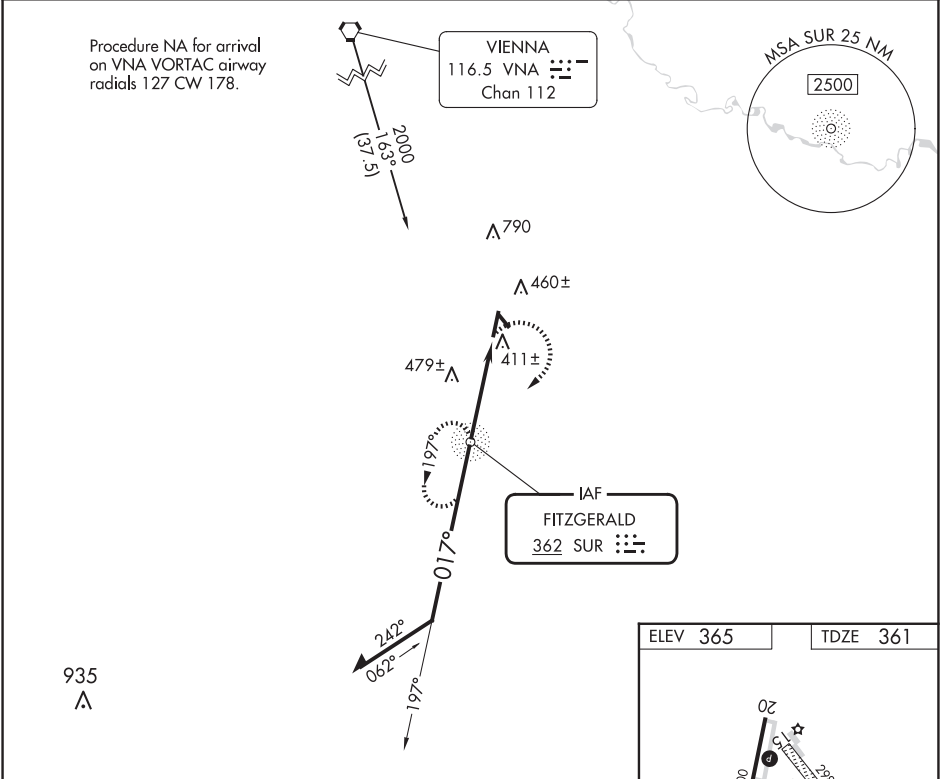 Procedure NA for arrival
on VNA VORTAC airway
radials 127 CW 178.
VIENNA
116.5 VNA
Chan 112
MSA SUR 25 NM
2500
2000
163°
(37.5)
790
460±
479±
411±
197°
IAF
FITZGERALD
362 SUR
017°
242°
062°
197°
935
ELEV 365
TDZE 361
20
15
P